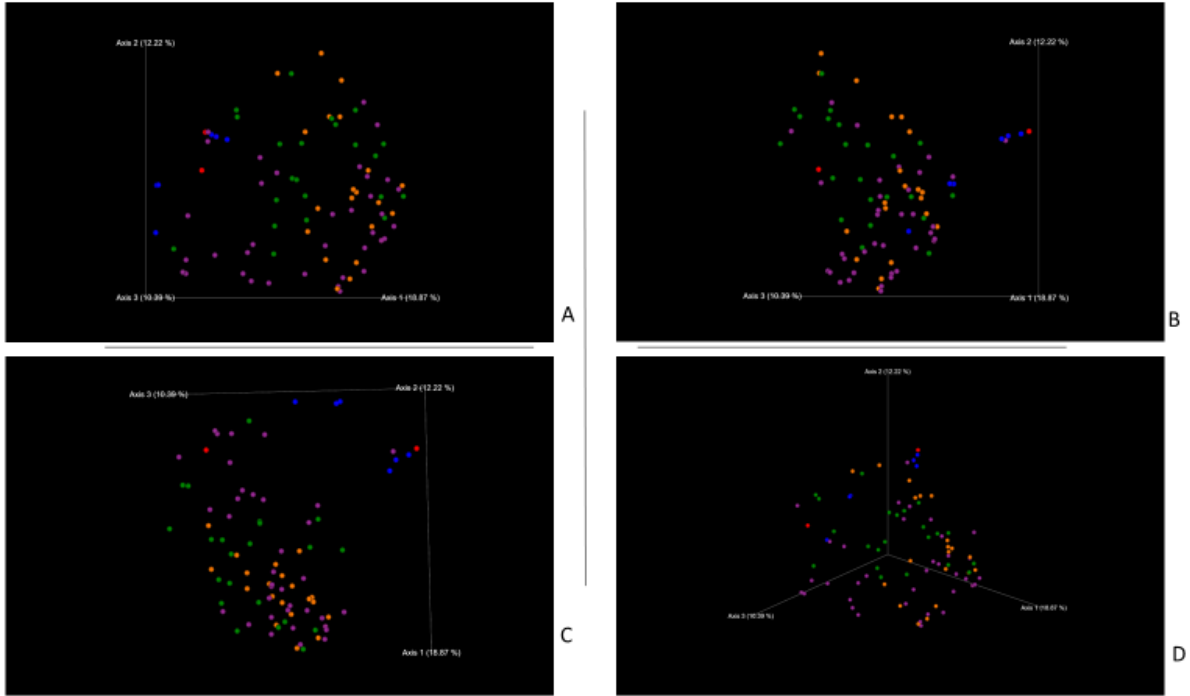 Axis 2 (12.22 %)
Axis 3 (10.39 %)
Axis 1 (18.87 %)
A
Axis 2 (12.22 %)
Axis 3 (10.39 %)
Axis 1 (18.87 %)
B
Axis 3 (10.39 %)
Axis 2 (12.22 %)
Axis 1 (18.87 %)
C
Axis 2 (12.22 %)
Axis 3 (10.39 %)
Axis 1 (18.87 %)
D